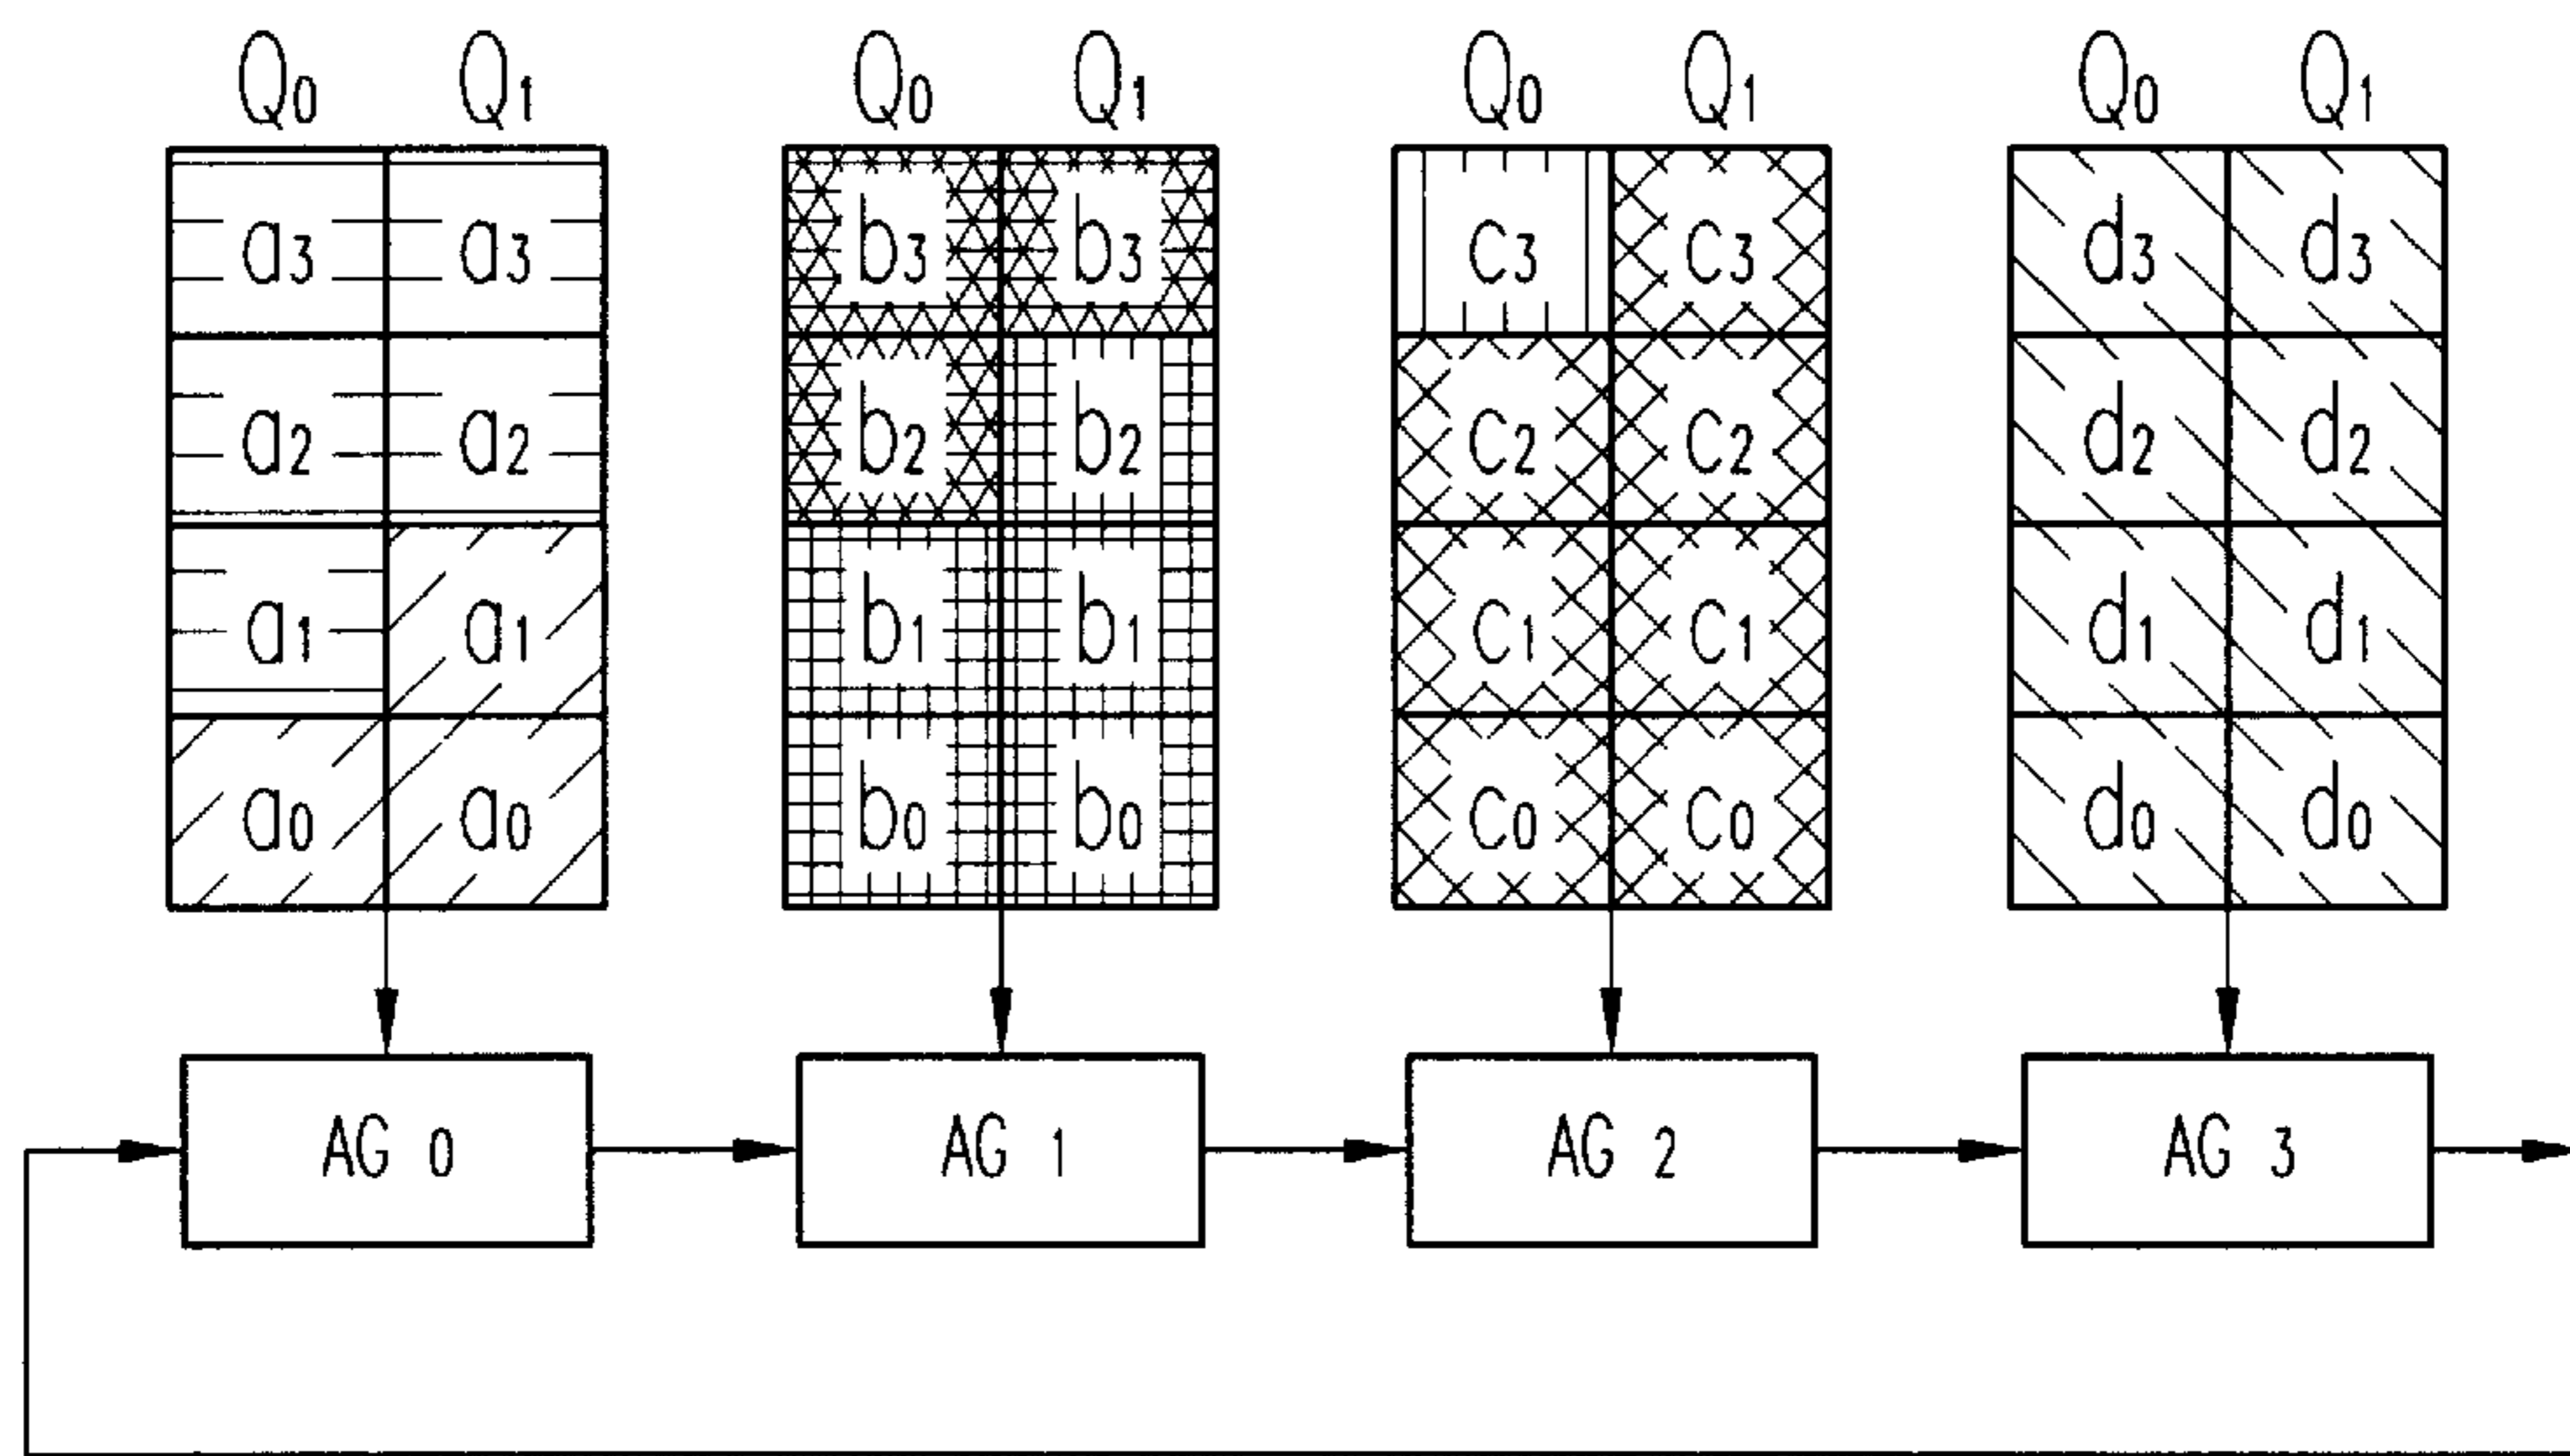 Q0 Q1 Q0 Q1 Q0 Q1 Q0 Q1
a3 a3 b3 b3 c3 c3 d3 d3
a2 a2 b2 b2 c2 c2 d2 d2
a1 a1 b1 b1 c1 c1 d1 d1
a0 a0 b0 b0 c0 c0 d0 d0
AG 0 AG 1 AG 2 AG 3